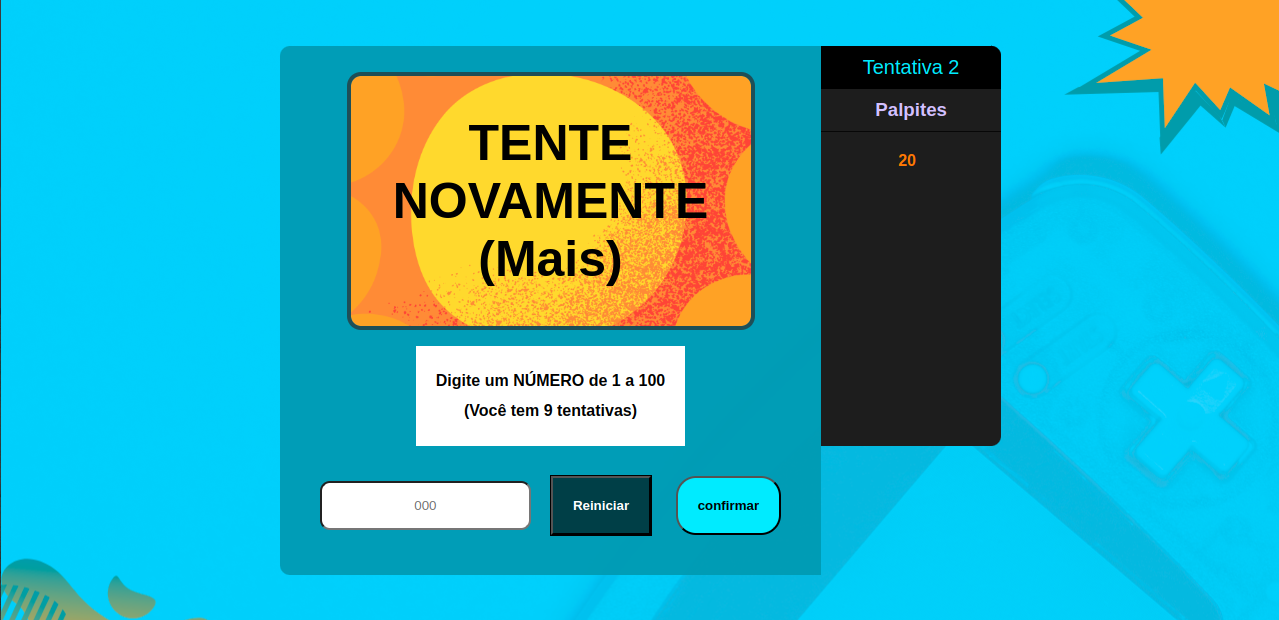 TENTE
NOVAMENTE
(Mais)
Digite um NÚMERO de 1 a 100
(Você tem 9 tentativas)
000
Reiniciar
confirmar
Tentativa 2
Palpites
20